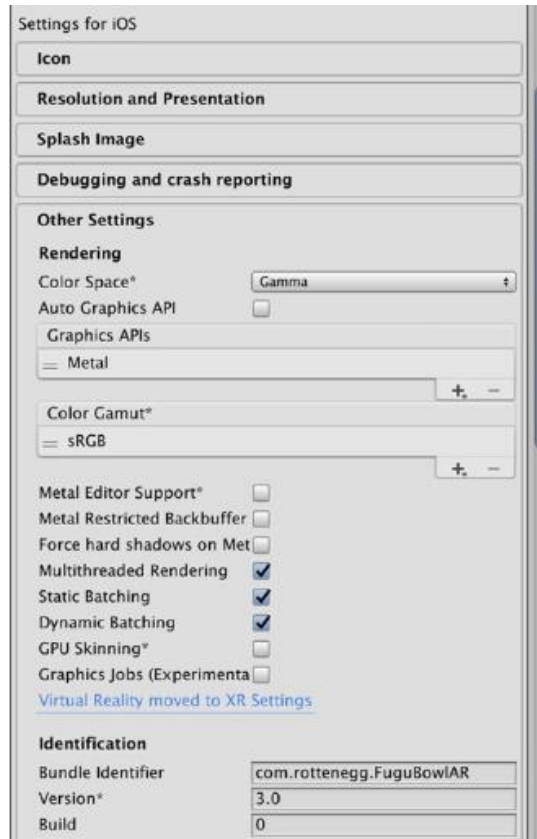 Settings for iOS
Icon
Resolution and Presentation
Splash Image
Debugging and crash reporting
Other Settings
Rendering
Color Space* Gamma
Auto Graphics API
Graphics APIs
= Metal
+ −
Color Gamut*
= sRGB
+ −
Metal Editor Support*
Metal Restricted Backbuffer
Force hard shadows on Met
Multithreaded Rendering
Static Batching
Dynamic Batching
GPU Skinning*
Graphics Jobs (Experimenta
Virtual Reality moved to XR Settings
Identification
Bundle Identifier com.rottenegg.FuguBowlAR
Version* 3.0
Build 0